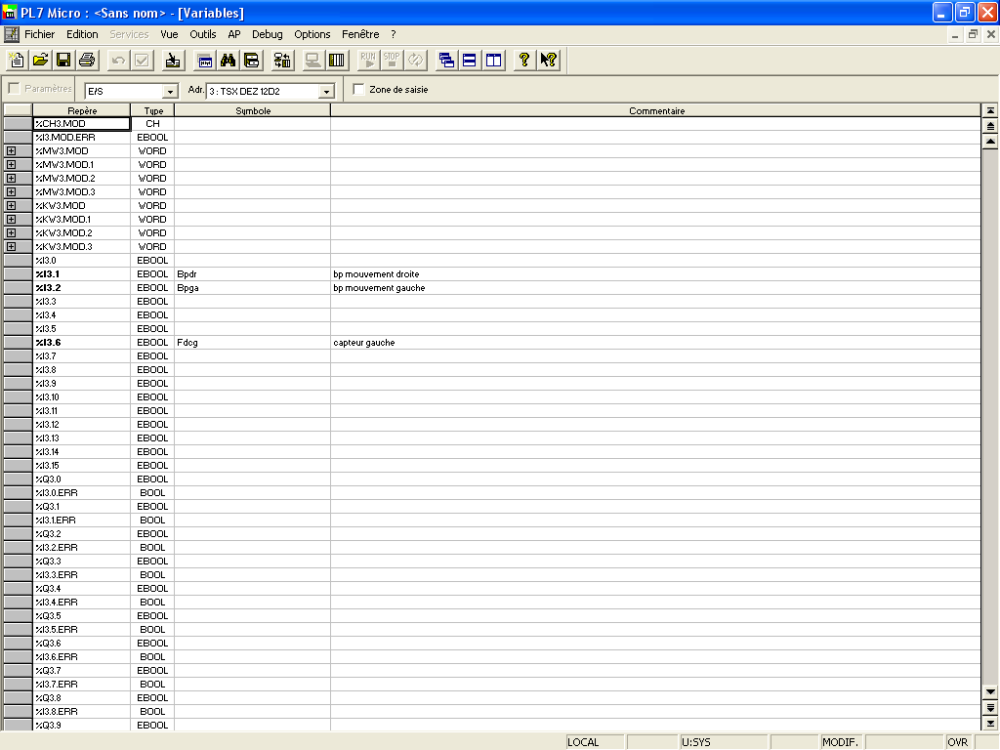 PL7 Micro : <Sans nom> - [Variables]
Fichier Edition Services Vue Outils AP Debug Options Fenêtre ?
RUN STOP
Paramètres E/S Adr. 3 : TSX DEZ 12D2 Zone de saisie
Repère Type Symbole Commentaire
%CH3.MOD CH
%I3.MOD.ERR EBOOL
%MW3.MOD WORD
%MW3.MOD.1 WORD
%MW3.MOD.2 WORD
%MW3.MOD.3 WORD
%KW3.MOD WORD
%KW3.MOD.1 WORD
%KW3.MOD.2 WORD
%KW3.MOD.3 WORD
%I3.0 EBOOL
%I3.1 EBOOL Bpdr bp mouvement droite
%I3.2 EBOOL Bpga bp mouvement gauche
%I3.3 EBOOL
%I3.4 EBOOL
%I3.5 EBOOL
%I3.6 EBOOL Fdcg capteur gauche
%I3.7 EBOOL
%I3.8 EBOOL
%I3.9 EBOOL
%I3.10 EBOOL
%I3.11 EBOOL
%I3.12 EBOOL
%I3.13 EBOOL
%I3.14 EBOOL
%I3.15 EBOOL
%Q3.0 EBOOL
%I3.0.ERR BOOL
%Q3.1 EBOOL
%I3.1.ERR BOOL
%Q3.2 EBOOL
%I3.2.ERR BOOL
%Q3.3 EBOOL
%I3.3.ERR BOOL
%Q3.4 EBOOL
%I3.4.ERR BOOL
%Q3.5 EBOOL
%I3.5.ERR BOOL
%Q3.6 EBOOL
%I3.6.ERR BOOL
%Q3.7 EBOOL
%I3.7.ERR BOOL
%Q3.8 EBOOL
%I3.8.ERR BOOL
%Q3.9 EBOOL
LOCAL U:SYS MODIF. OVR